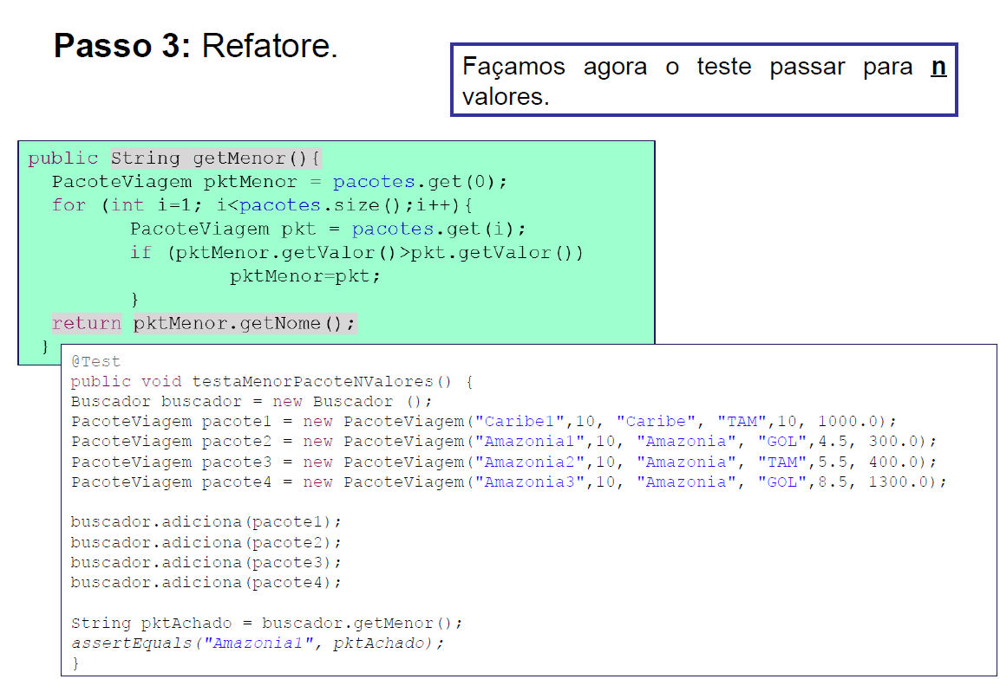 Passo 3: Refatore.
Façamos agora o teste passar para n
valores.
public String getMenor(){
PacoteViagem pktMenor = pacotes.get(0);
for (int i=1; i<pacotes.size();i++){
PacoteViagem pkt = pacotes.get(i);
if (pktMenor.getValor()>pkt.getValor())
pktMenor=pkt;
}
return pktMenor.getNome();
}
@Test
public void testaMenorPacoteNValores() {
Buscador buscador = new Buscador ();
PacoteViagem pacote1 = new PacoteViagem("Caribe1",10, "Caribe", "TAM",10, 1000.0);
PacoteViagem pacote2 = new PacoteViagem("Amazonia1",10, "Amazonia", "GOL",4.5, 300.0);
PacoteViagem pacote3 = new PacoteViagem("Amazonia2",10, "Amazonia", "TAM",5.5, 400.0);
PacoteViagem pacote4 = new PacoteViagem("Amazonia3",10, "Amazonia", "GOL",8.5, 1300.0);
buscador.adiciona(pacote1);
buscador.adiciona(pacote2);
buscador.adiciona(pacote3);
buscador.adiciona(pacote4);
String pktAchado = buscador.getMenor();
assertEquals("Amazonia1", pktAchado);
}